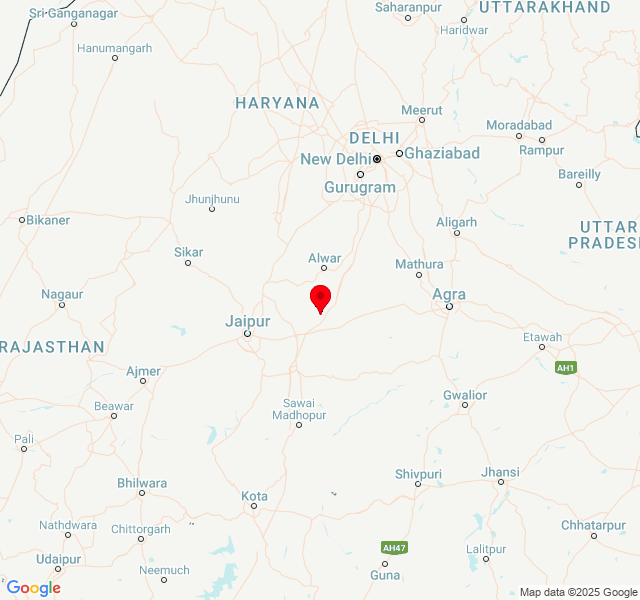 Sri Ganganagar
Saharanpur
UTTARAKHAND
Haridwar
Hanumangarh
HARYANA
Meerut
DELHI
Moradabad
Rampur
New Delhi
Ghaziabad
Gurugram
Bareilly
Jhunjhunu
Bikaner
Aligarh
UTTAR
PRADESH
Sikar
Alwar
Mathura
Nagaur
Agra
Jaipur
Etawah
RAJASTHAN
Ajmer
AH1
Beawar
Sawai
Madhopur
Gwalior
Pali
Bhilwara
Kota
Shivpuri
Jhansi
Nathdwara
Chittorgarh
Chhatarpur
AH47
Lalitpur
Udaipur
Neemuch
Guna
Google
Map data ©2025 Google